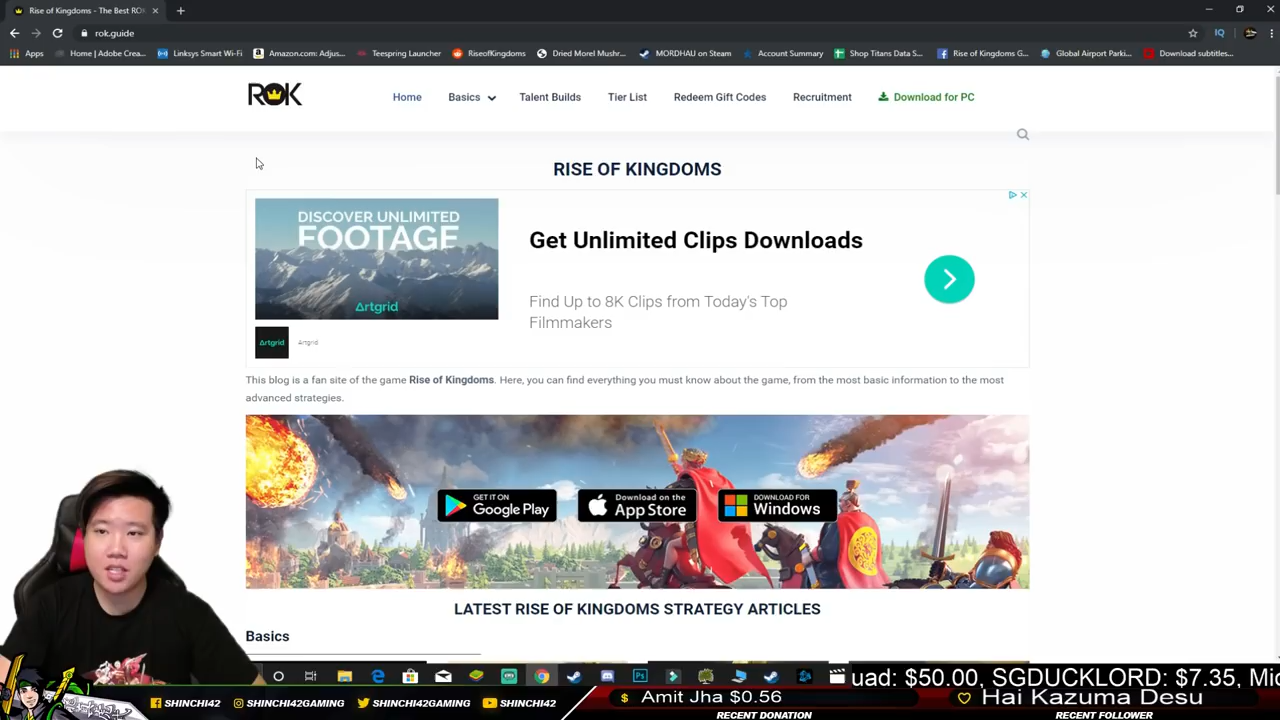 Rise of Kingdoms - The Best ROK
rok.guide
IQ
Apps
Home | Adobe Crea...
Linksys Smart Wi-Fi
Amazon.com: Adjus...
Teespring Launcher
RiseofKingdoms
Dried Morel Mushr...
MORDHAU on Steam
Account Summary
Shop Titans Data S...
Rise of Kingdoms G...
Global Airport Parki...
Download subtitles...
ROK
Home
Basics
Talent Builds
Tier List
Redeem Gift Codes
Recruitment
Download for PC
RISE OF KINGDOMS
DISCOVER UNLIMITED
FOOTAGE
Artgrid
Get Unlimited Clips Downloads
Find Up to 8K Clips from Today's Top
Filmmakers
Artgrid
Artgrid
This blog is a fan site of the game Rise of Kingdoms. Here, you can find everything you must know about the game, from the most basic information to the most
advanced strategies.
GET IT ON
Google Play
Download on the
App Store
DOWNLOAD FOR
Windows
LATEST RISE OF KINGDOMS STRATEGY ARTICLES
Basics
uad: $50.00, SGDUCKLORD: $7.35, Mic
SHINCHI42
SHINCHI42GAMING
SHINCHI42GAMING
SHINCHI42
$ Amit Jha $0.56
RECENT DONATION
Hai Kazuma Desu
RECENT FOLLOWER